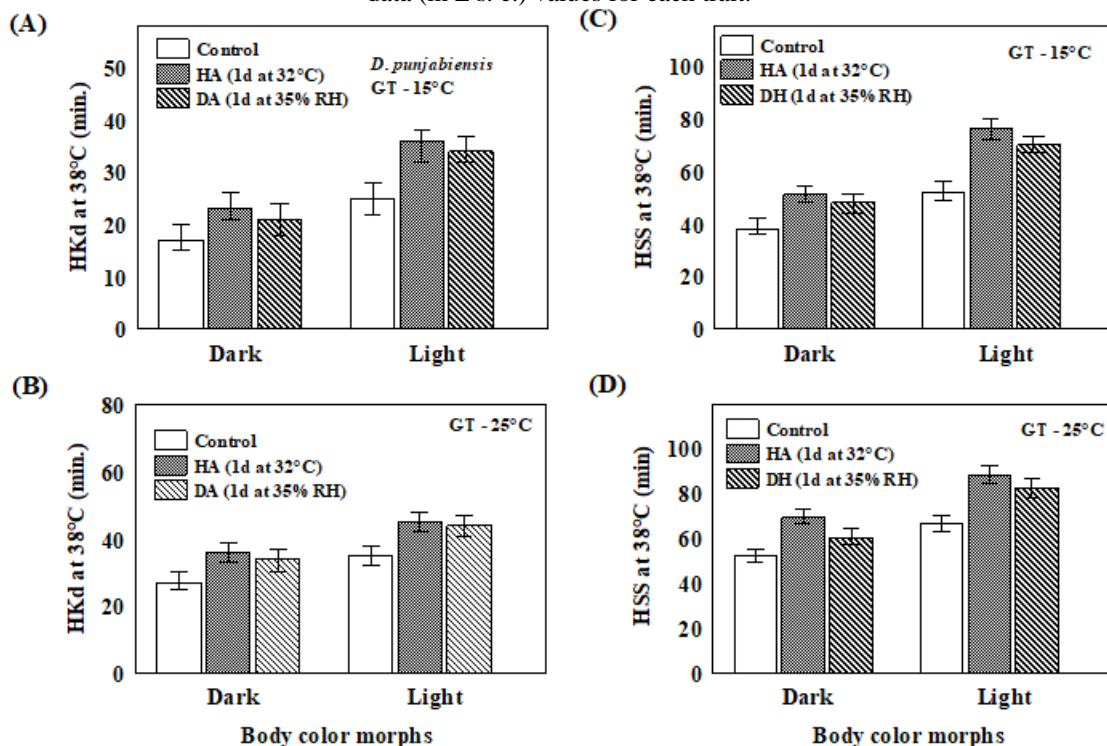 data (m ± s. e.) values for each trait.
(A)
HKd at 38°C (min.)
50
40
30
20
10
0
Control
HA (1d at 32°C)
DA (1d at 35% RH)
D. punjabiensis
GT - 15°C
Dark Light
(C)
HSS at 38°C (min.)
100
80
60
40
20
0
Control
HA (1d at 32°C)
DH (1d at 35% RH)
GT - 15°C
Dark Light
(B)
HKd at 38°C (min.)
80
60
40
20
0
Control
HA (1d at 32°C)
DA (1d at 35% RH)
GT - 25°C
Dark Light
Body color morphs
(D)
HSS at 38°C (min)
100
80
60
40
20
0
Control
HA (1d at 32°C)
DH (1d at 35% RH)
GT - 25°C
Dark Light
Body color morphs